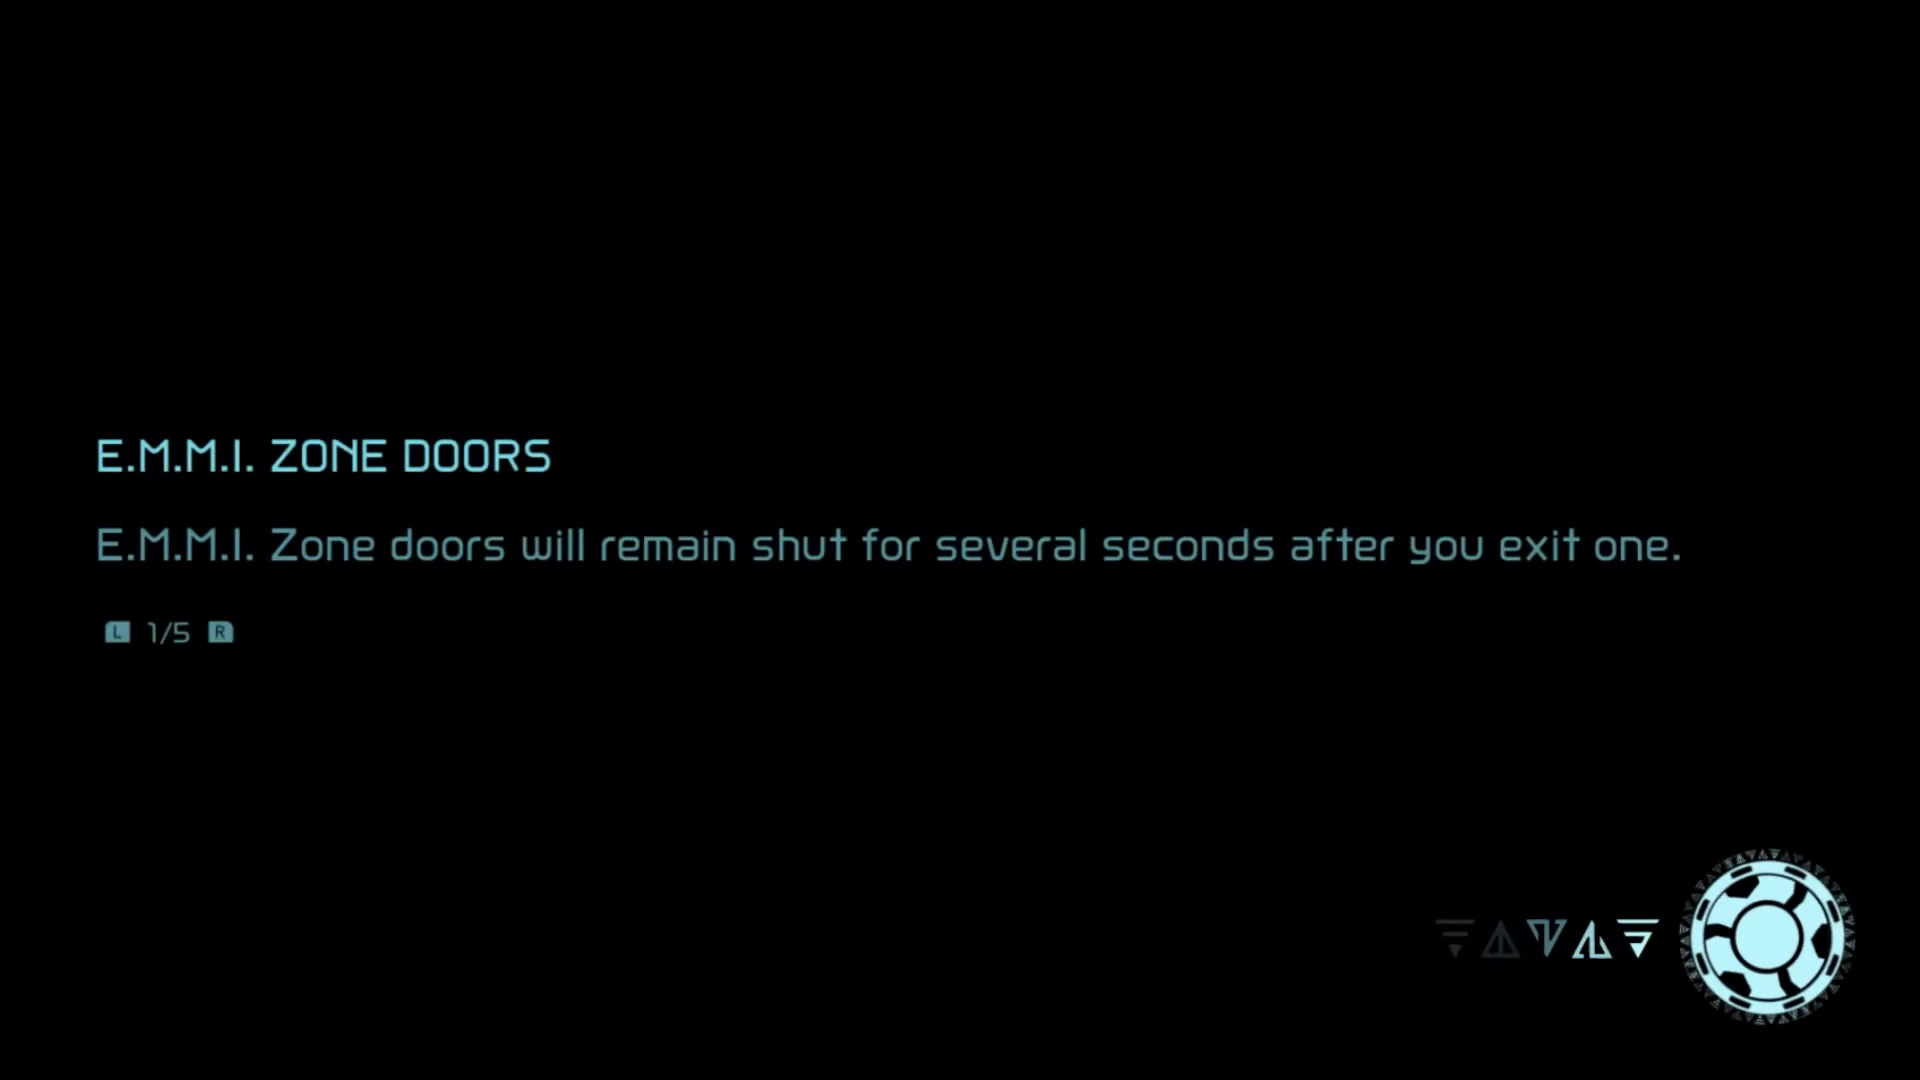 E.M.M.I. ZONE DOORS
E.M.M.I. Zone doors will remain shut for several seconds after you exit one.
L 1/5 R